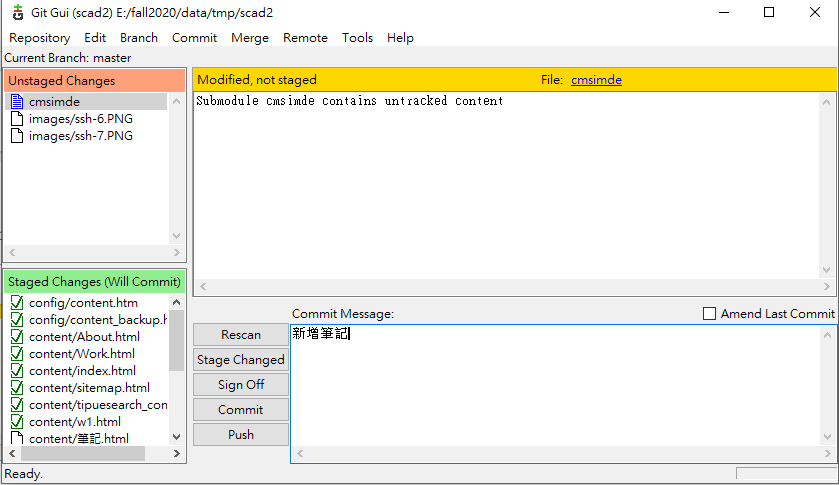 Git Gui (scad2) E:/fall2020/data/tmp/scad2
Repository Edit Branch Commit Merge Remote Tools Help
Current Branch: master
Unstaged Changes
cmsimde
images/ssh-6.PNG
images/ssh-7.PNG
Modified, not staged File: cmsimde
Submodule cmsimde contains untracked content
Staged Changes (Will Commit)
config/content.htm
config/content_backup.h
content/About.html
content/Work.html
content/index.html
content/sitemap.html
content/tipuesearch_con
content/w1.html
content/筆記.html
Rescan
Stage Changed
Sign Off
Commit
Push
Commit Message: Amend Last Commit
新增筆記
Ready.